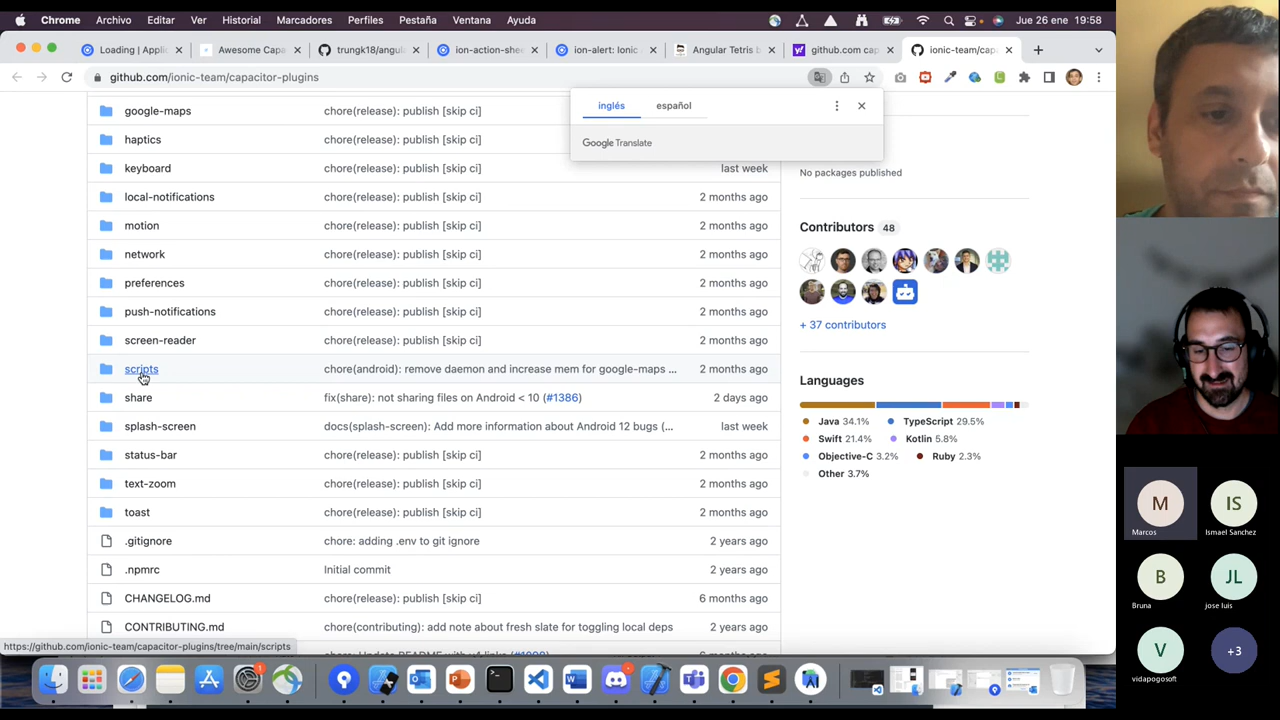 Chrome Archivo Editar Ver Historial Marcadores Perfiles Pestaña Ventana Ayuda Jue 26 ene 19:58
Loading | Applic Awesome Capa trungk18/angul ion-action-shee ion-alert: Ionic Angular Tetris b github.com cap ionic-team/cap
github.com/ionic-team/capacitor-plugins
inglés español
Google Translate
google-maps chore(release): publish [skip ci]
haptics chore(release): publish [skip ci]
keyboard chore(release): publish [skip ci] last week
local-notifications chore(release): publish [skip ci] 2 months ago
motion chore(release): publish [skip ci] 2 months ago
network chore(release): publish [skip ci] 2 months ago
preferences chore(release): publish [skip ci] 2 months ago
push-notifications chore(release): publish [skip ci] 2 months ago
screen-reader chore(release): publish [skip ci] 2 months ago
scripts chore(android): remove daemon and increase mem for google-maps ... 2 months ago
share fix(share): not sharing files on Android < 10 (#1386) 2 days ago
splash-screen docs(splash-screen): Add more information about Android 12 bugs (... last week
status-bar chore(release): publish [skip ci] 2 months ago
text-zoom chore(release): publish [skip ci] 2 months ago
toast chore(release): publish [skip ci] 2 months ago
.gitignore chore: adding .env to git ignore 2 years ago
.npmrc Initial commit 2 years ago
CHANGELOG.md chore(release): publish [skip ci] 6 months ago
CONTRIBUTING.md chore(contributing): add note about fresh slate for toggling local deps 2 years ago
https://github.com/ionic-team/capacitor-plugins/tree/main/scripts
No packages published
Contributors 48
+ 37 contributors
Languages
Java 34.1% TypeScript 29.5%
Swift 21.4% Kotlin 5.8%
Objective-C 3.2% Ruby 2.3%
Other 3.7%
M IS
Marcos Ismael Sanchez
B JL
Bruna jose luis
V +3
vidapogosoft